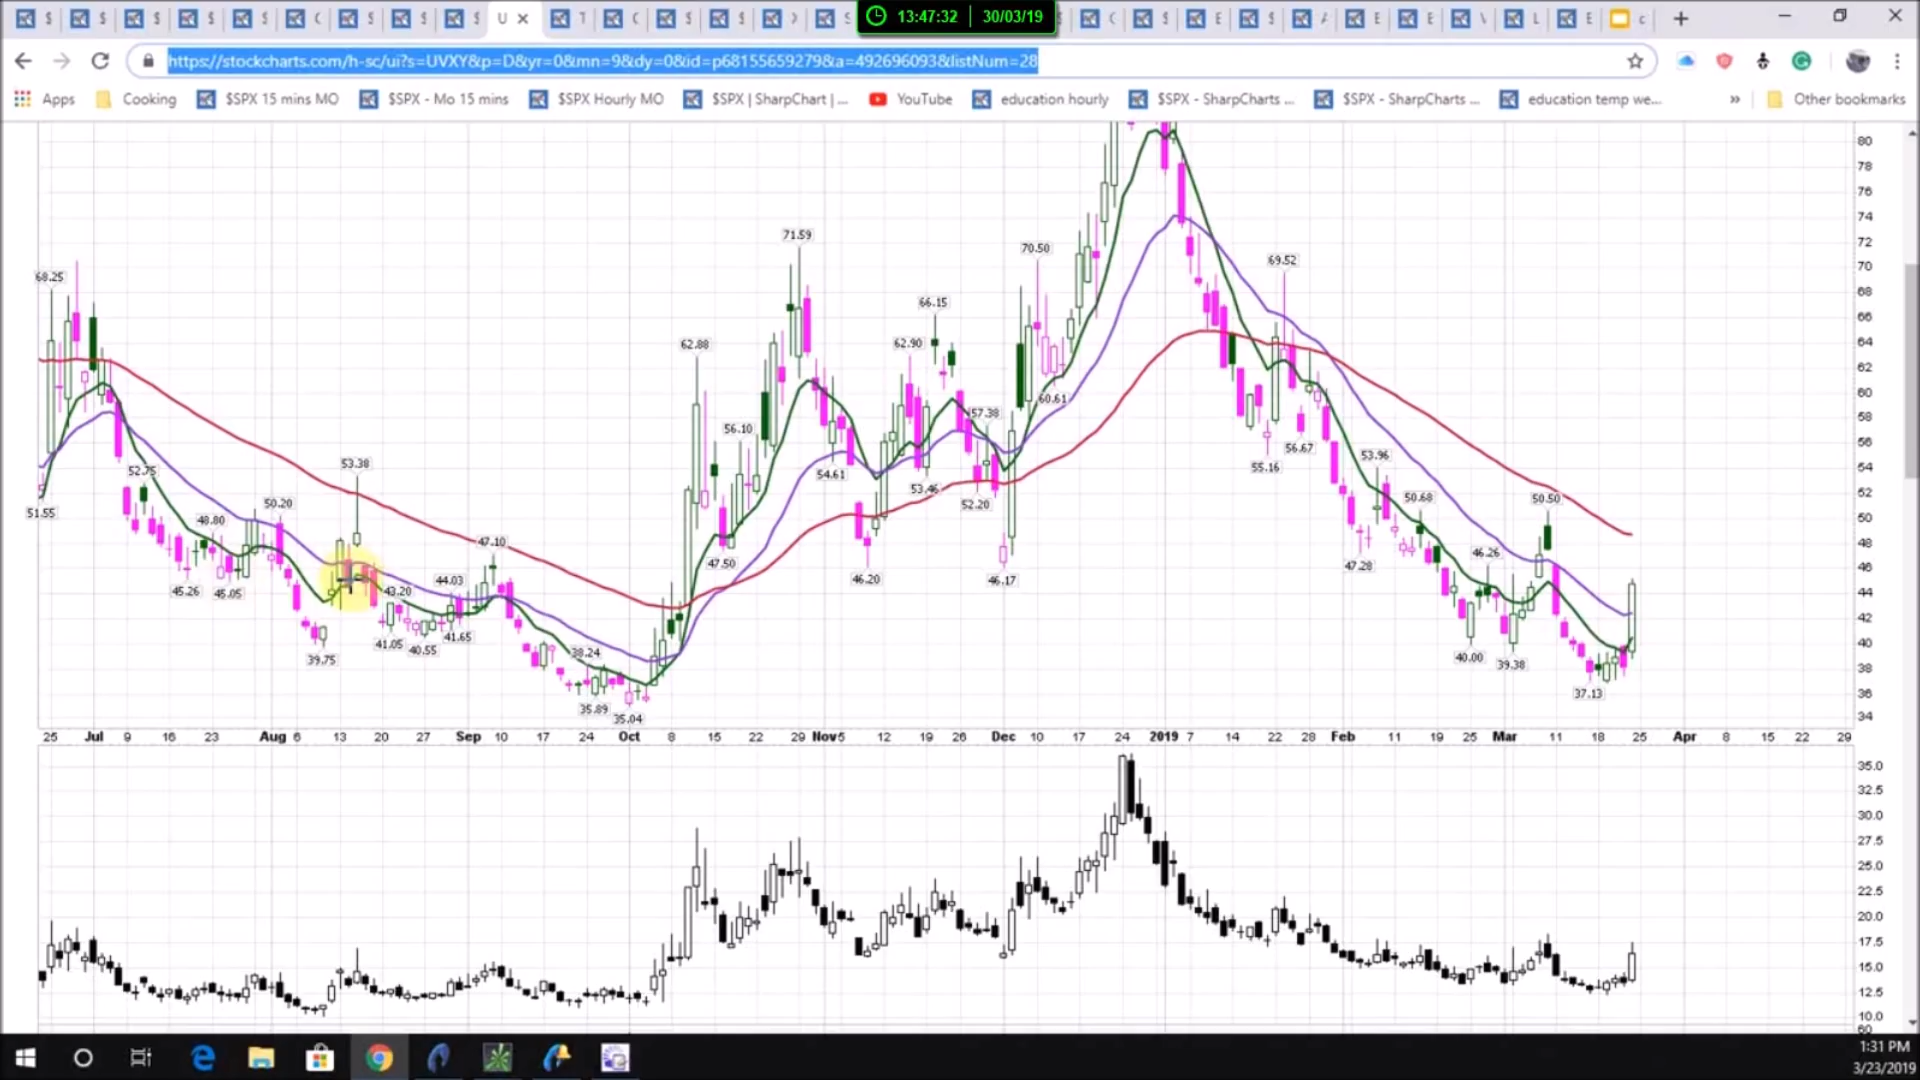 $ $ $ $ $ C $ $ $ U T C $ $ X S 13:47:32 30/03/19 C $ E $ A E E V L E c
https://stockcharts.com/h-sc/ui?s=UVXY&p=D&yr=0&mn=9&dy=0&id=p68155659279&a=492696093&listNum=28
Apps Cooking $SPX 15 mins MO $SPX - Mo 15 mins $SPX Hourly MO $SPX | SharpChart | ... YouTube education hourly $SPX - SharpCharts ... $SPX - SharpCharts ... education temp we... » Other bookmarks
80
78
76
74
71.59 72
70.50
69.52 70
68.25 68
66.15 66
62.88 62.90 64
62
60.61 60
57.38 58
56.10 56.67 56
55.16 53.96 54
53.38 54.61 53.46
52.75 52.20 52
51.55 50.20 50.68 50.50 50
48.80 48
47.10 47.50 47.28
45.26 45.05 46.20 46.17 46.26 46
43.20 44.03 44
41.05 40.55 41.65 42
39.75 40.00 39.38 40
38.24 38
37.13 36
35.89 35.04 34
25 Jul 9 16 23 Aug 6 13 20 27 Sep 10 17 24 Oct 8 15 22 29 Nov 5 12 19 26 Dec 10 17 24 2019 7 14 22 28 Feb 11 19 25 Mar 11 18 25 Apr 8 15 22 29
35.0
32.5
30.0
27.5
25.0
22.5
20.0
17.5
15.0
12.5
10.0
60
1:31 PM
3/23/2019